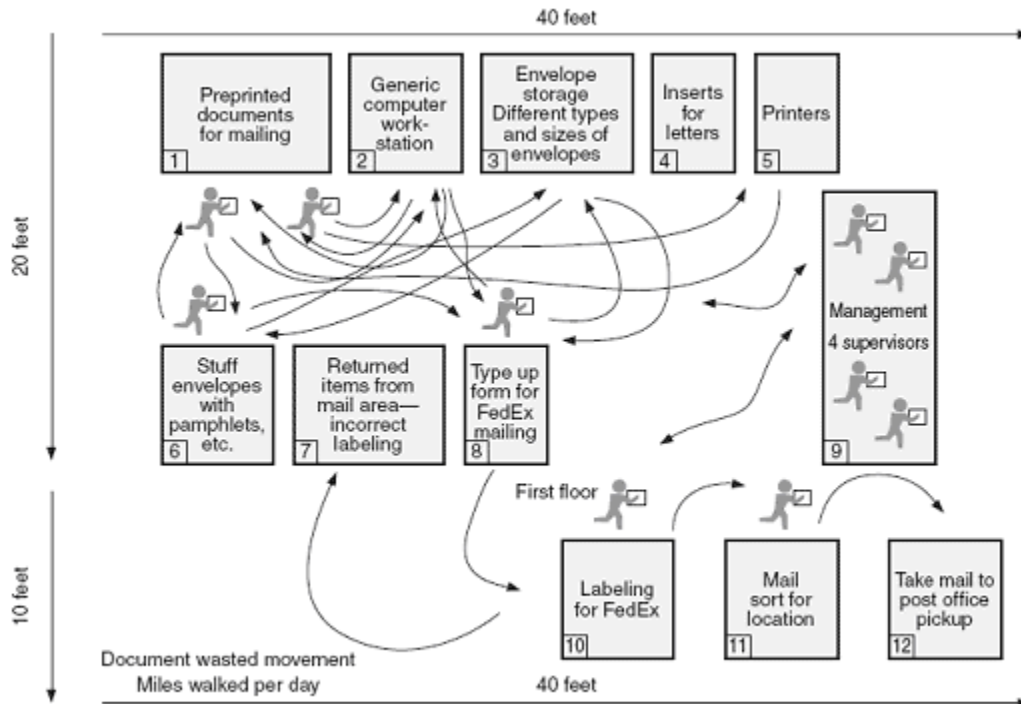 40 feet
20 feet
Preprinted
documents
for mailing
1
Generic
computer
work-
station
2
Envelope
storage
Different types
and sizes of
envelopes
3
Inserts
for
letters
4
Printers
5
Management
4 supervisors
9
Stuff
envelopes
with
pamphlets,
etc.
6
Returned
items from
mail area—
incorrect
labeling
7
Type up
form for
FedEx
mailing
8
First floor
10 feet
Labeling
for FedEx
10
Mail
sort for
location
11
Take mail to
post office
pickup
12
Document wasted movement
Miles walked per day
40 feet